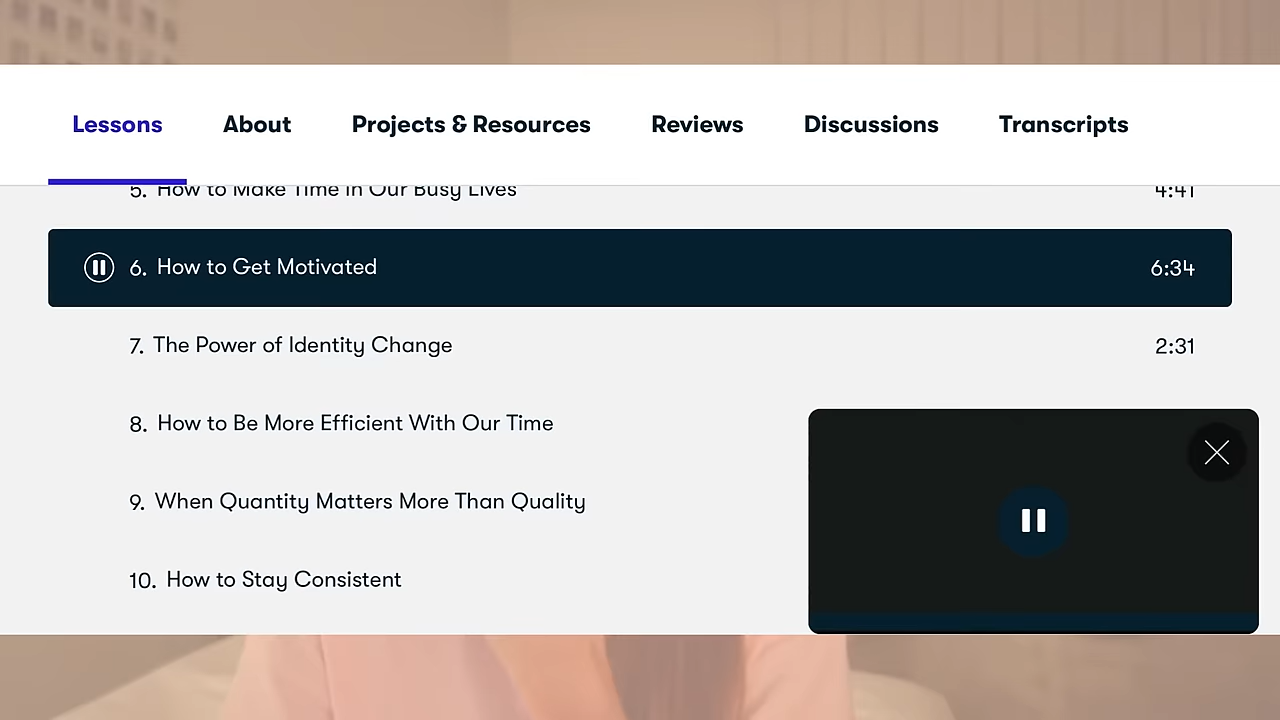 Lessons About Projects & Resources Reviews Discussions Transcripts
5. How to Make Time in Our Busy Lives 4:41
6. How to Get Motivated 6:34
7. The Power of Identity Change 2:31
8. How to Be More Efficient With Our Time
9. When Quantity Matters More Than Quality
10. How to Stay Consistent